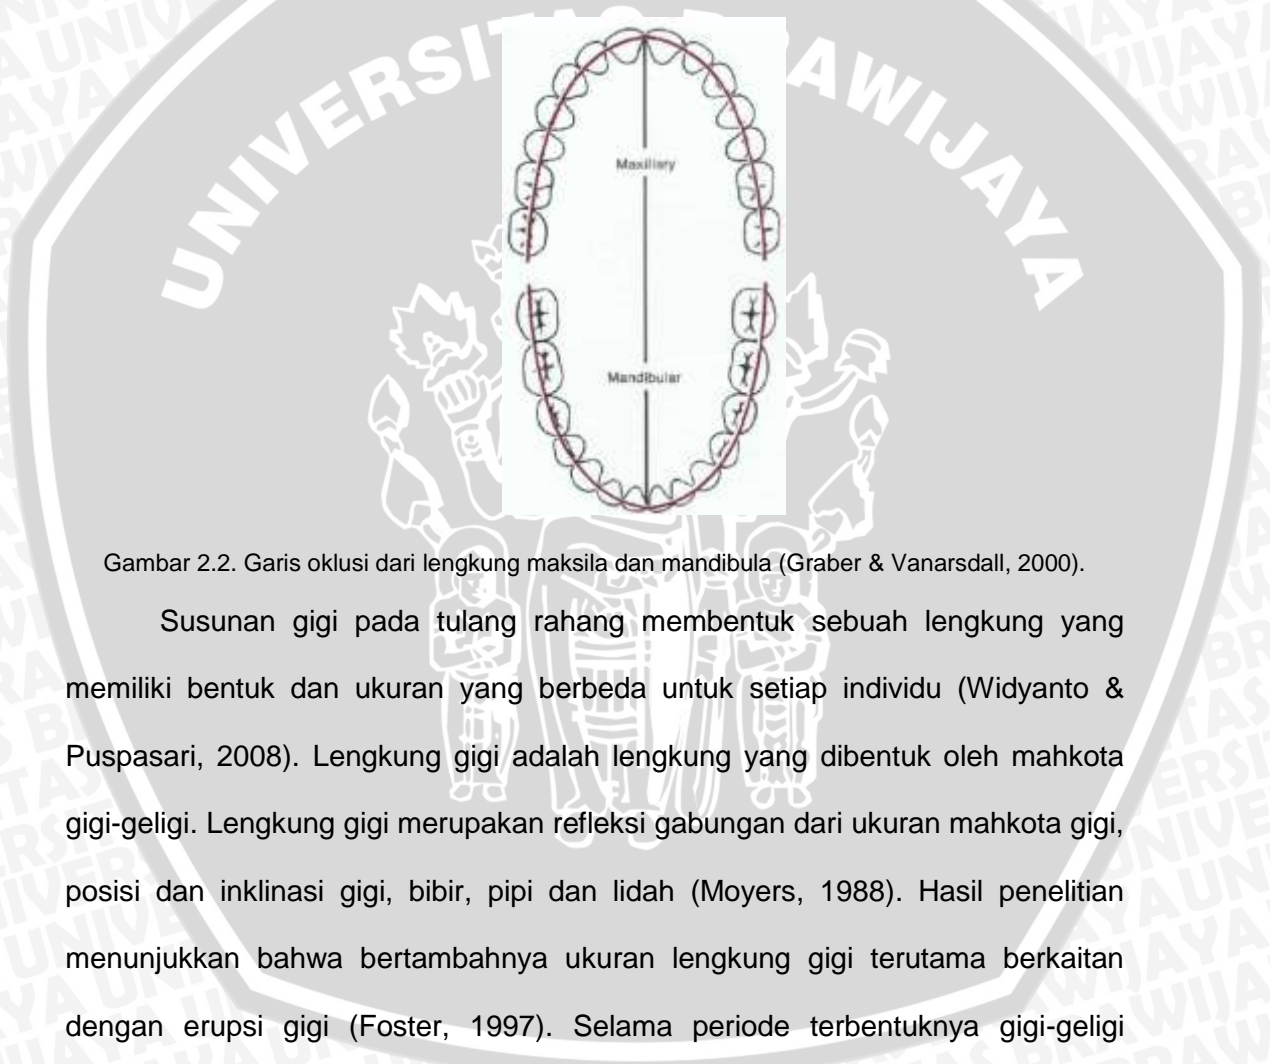 UNIVERSITAS BRAWIJAYA
Maxillary
Mandibular
Gambar 2.2. Garis oklusi dari lengkung maksila dan mandibula (Graber & Vanarsdall, 2000).
Susunan gigi pada tulang rahang membentuk sebuah lengkung yang
memiliki bentuk dan ukuran yang berbeda untuk setiap individu (Widyanto &
Puspasari, 2008). Lengkung gigi adalah lengkung yang dibentuk oleh mahkota
gigi-geligi. Lengkung gigi merupakan refleksi gabungan dari ukuran mahkota gigi,
posisi dan inklinasi gigi, bibir, pipi dan lidah (Moyers, 1988). Hasil penelitian
menunjukkan bahwa bertambahnya ukuran lengkung gigi terutama berkaitan
dengan erupsi gigi (Foster, 1997). Selama periode terbentuknya gigi-geligi